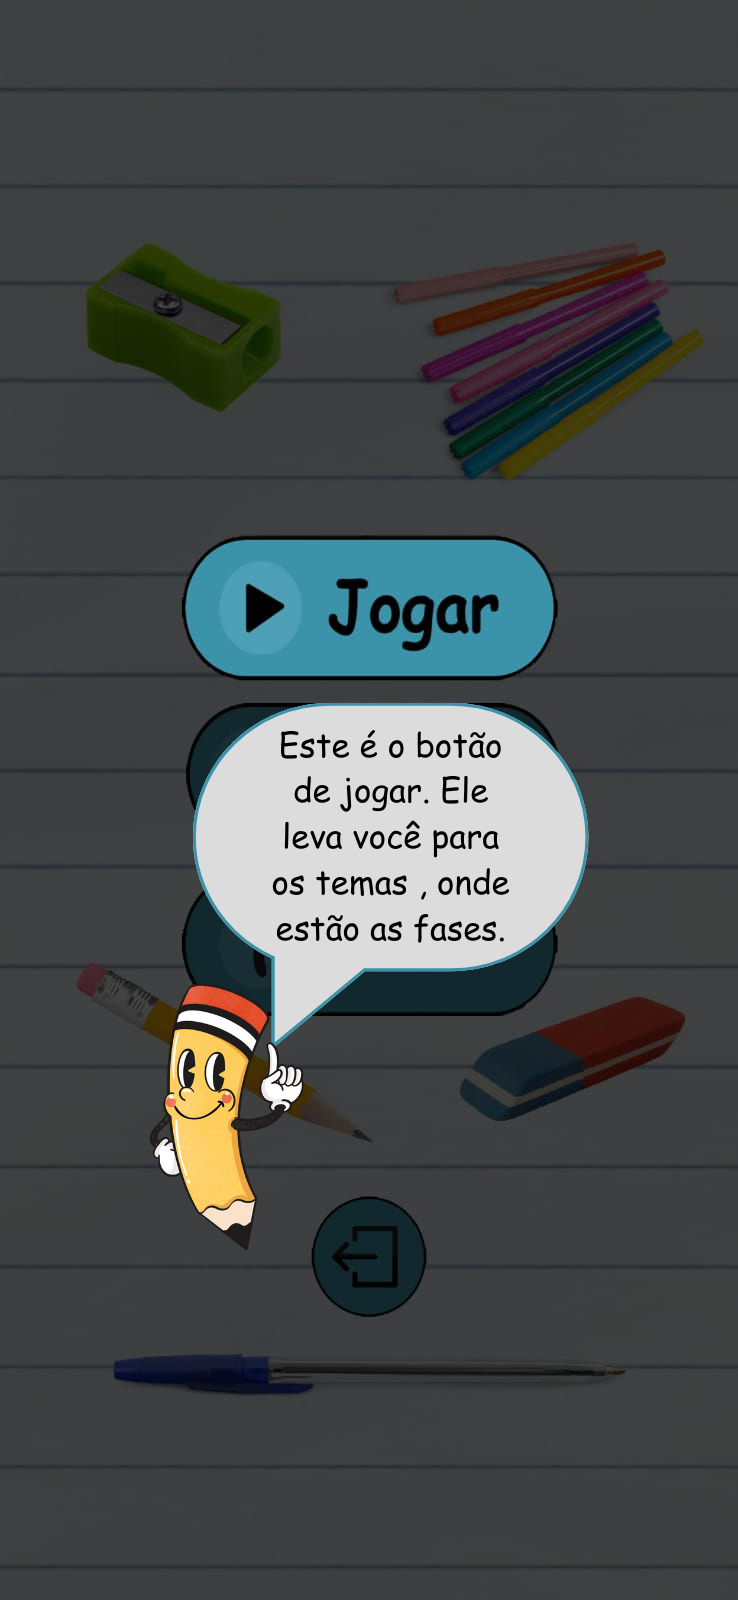 Jogar
Este é o botão
de jogar. Ele
leva você para
os temas , onde
estão as fases.